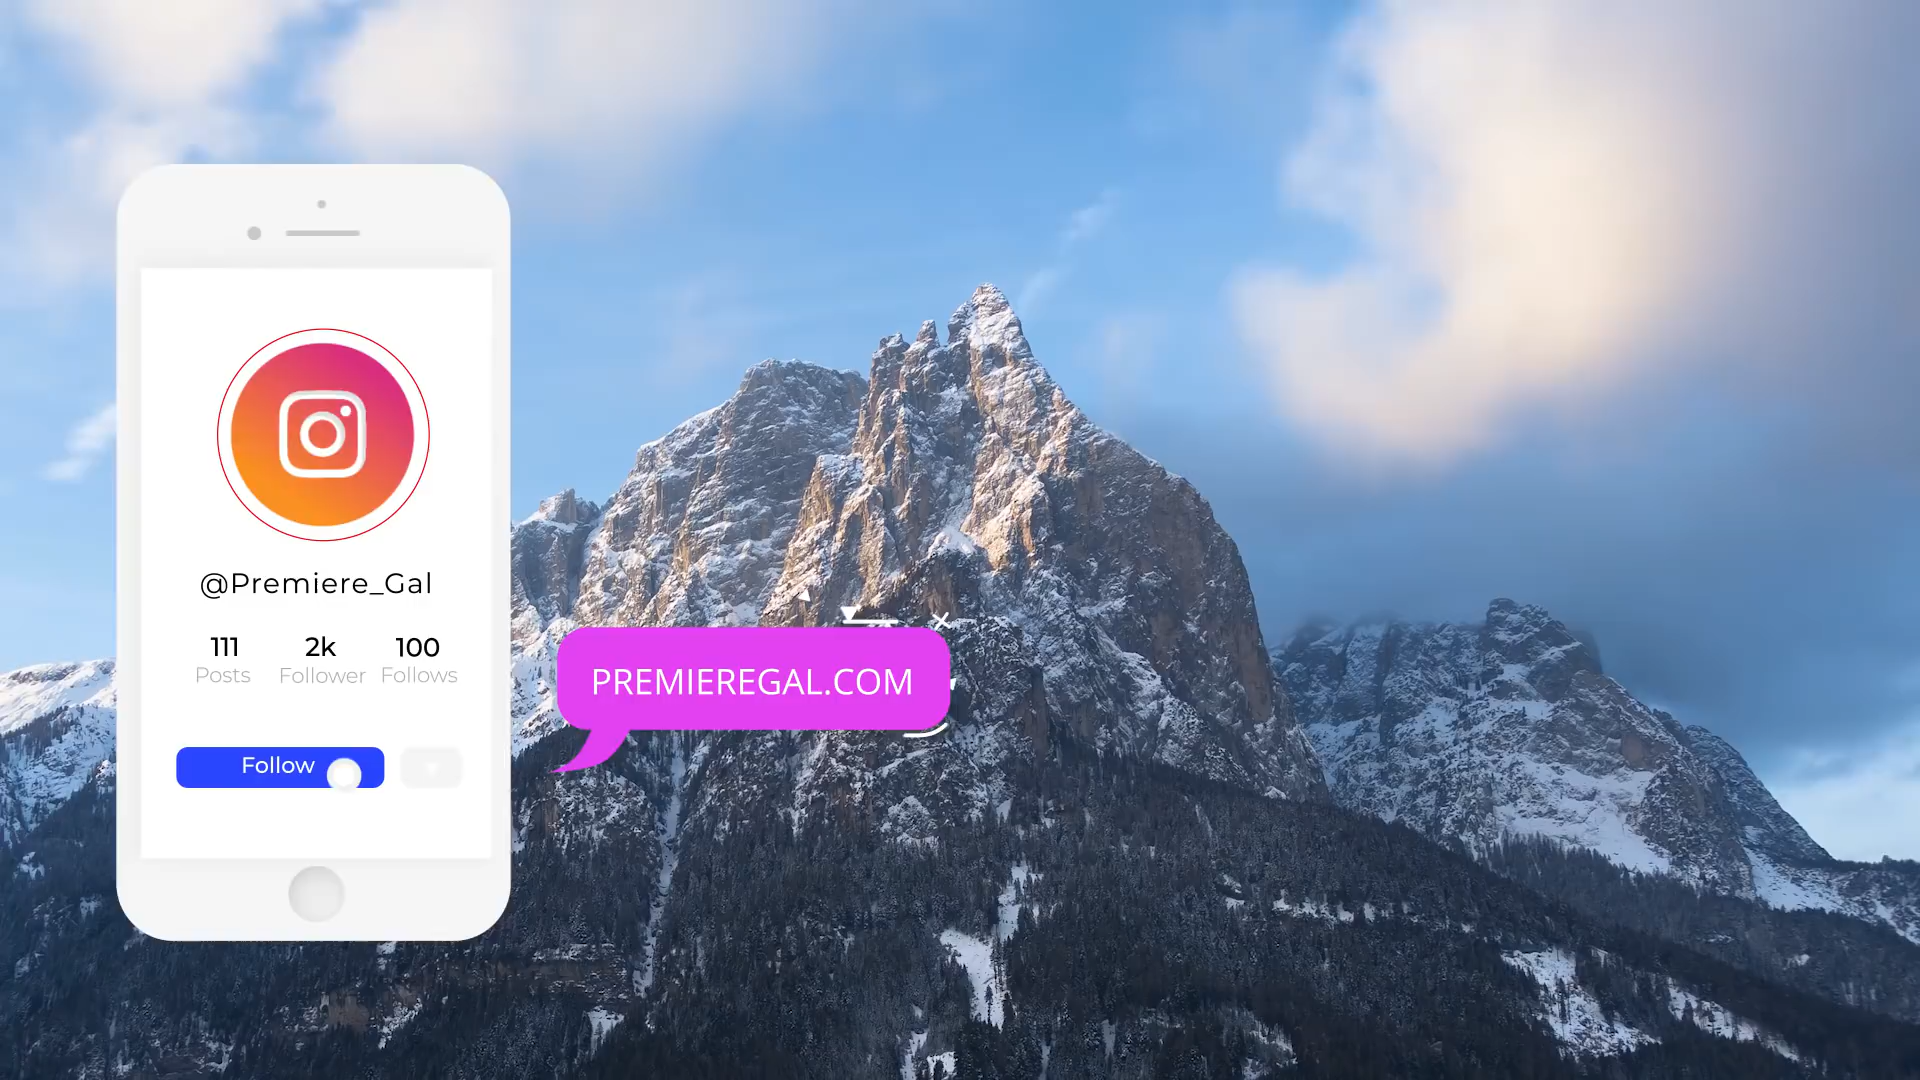 @Premiere_Gal
111 2k 100
Posts Follower Follows
PREMIEREGAL.COM
Follow